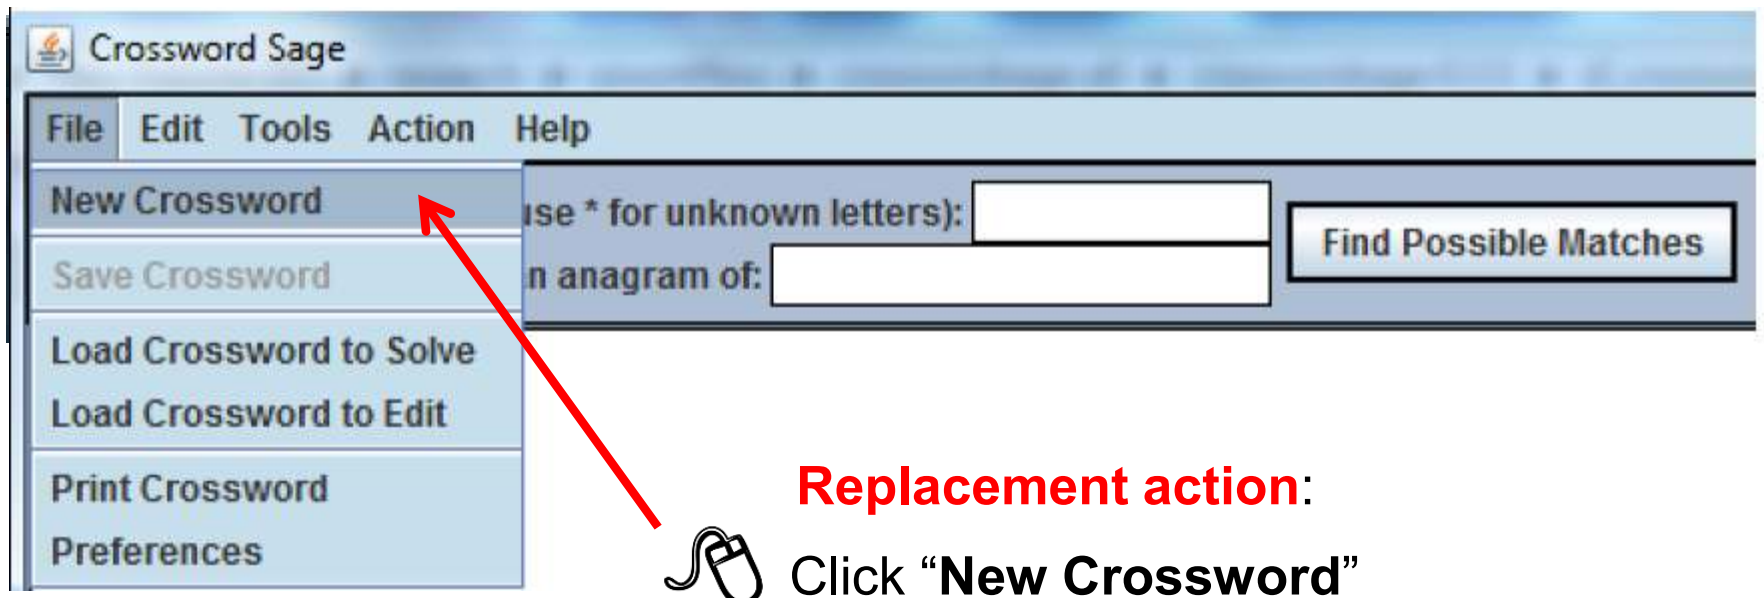 Crossword Sage
File Edit Tools Action Help
New Crossword
Save Crossword
Load Crossword to Solve
Load Crossword to Edit
Print Crossword
Preferences
use * for unknown letters):
n anagram of:
Find Possible Matches
Replacement action:
Click “New Crossword”